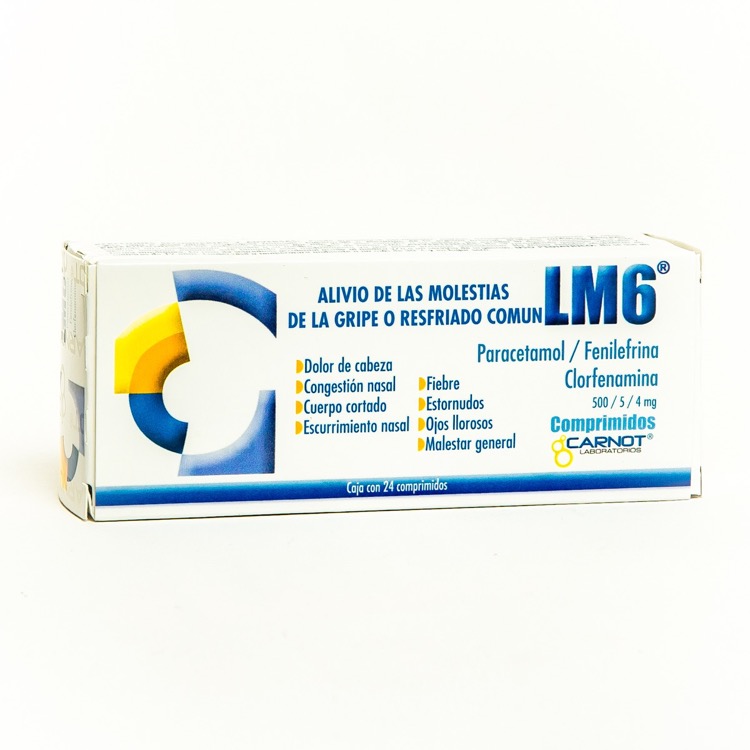 ALIVIO DE LAS MOLESTIAS
DE LA GRIPE O RESFRIADO COMUN
LM6®
Paracetamol / Fenilefrina
Clorfenamina
500 / 5 / 4 mg
Comprimidos
CARNOT®
LABORATORIOS
Dolor de cabeza
Congestión nasal
Cuerpo cortado
Escurrimiento nasal
Fiebre
Estornudos
Ojos llorosos
Malestar general
Caja con 24 comprimidos